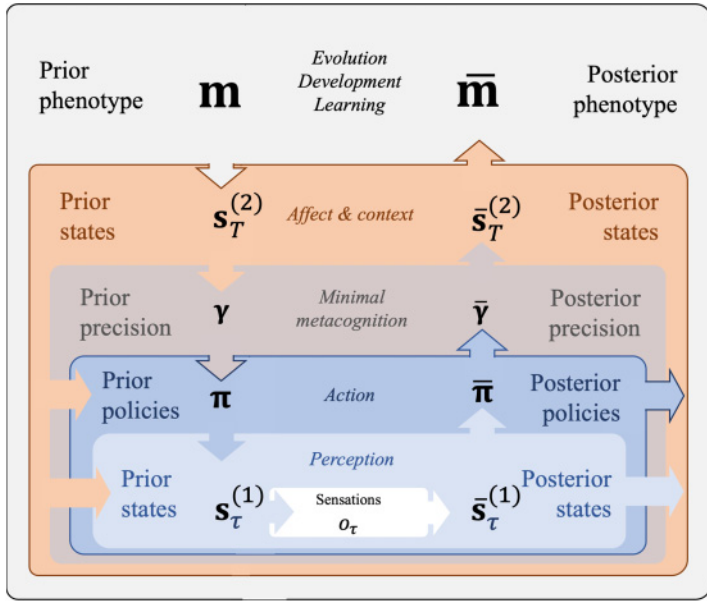 Prior
phenotype
m
Evolution
Development
Learning
m̄
Posterior
phenotype
Prior
states
s_T^(2)
Affect & context
s̄_T^(2)
Posterior
states
Prior
precision
γ
Minimal
metacognition
γ̄
Posterior
precision
Prior
policies
π
Action
π̄
Posterior
policies
Perception
Prior
states
s_τ^(1)
Sensations
o_τ
s̄_τ^(1)
Posterior
states